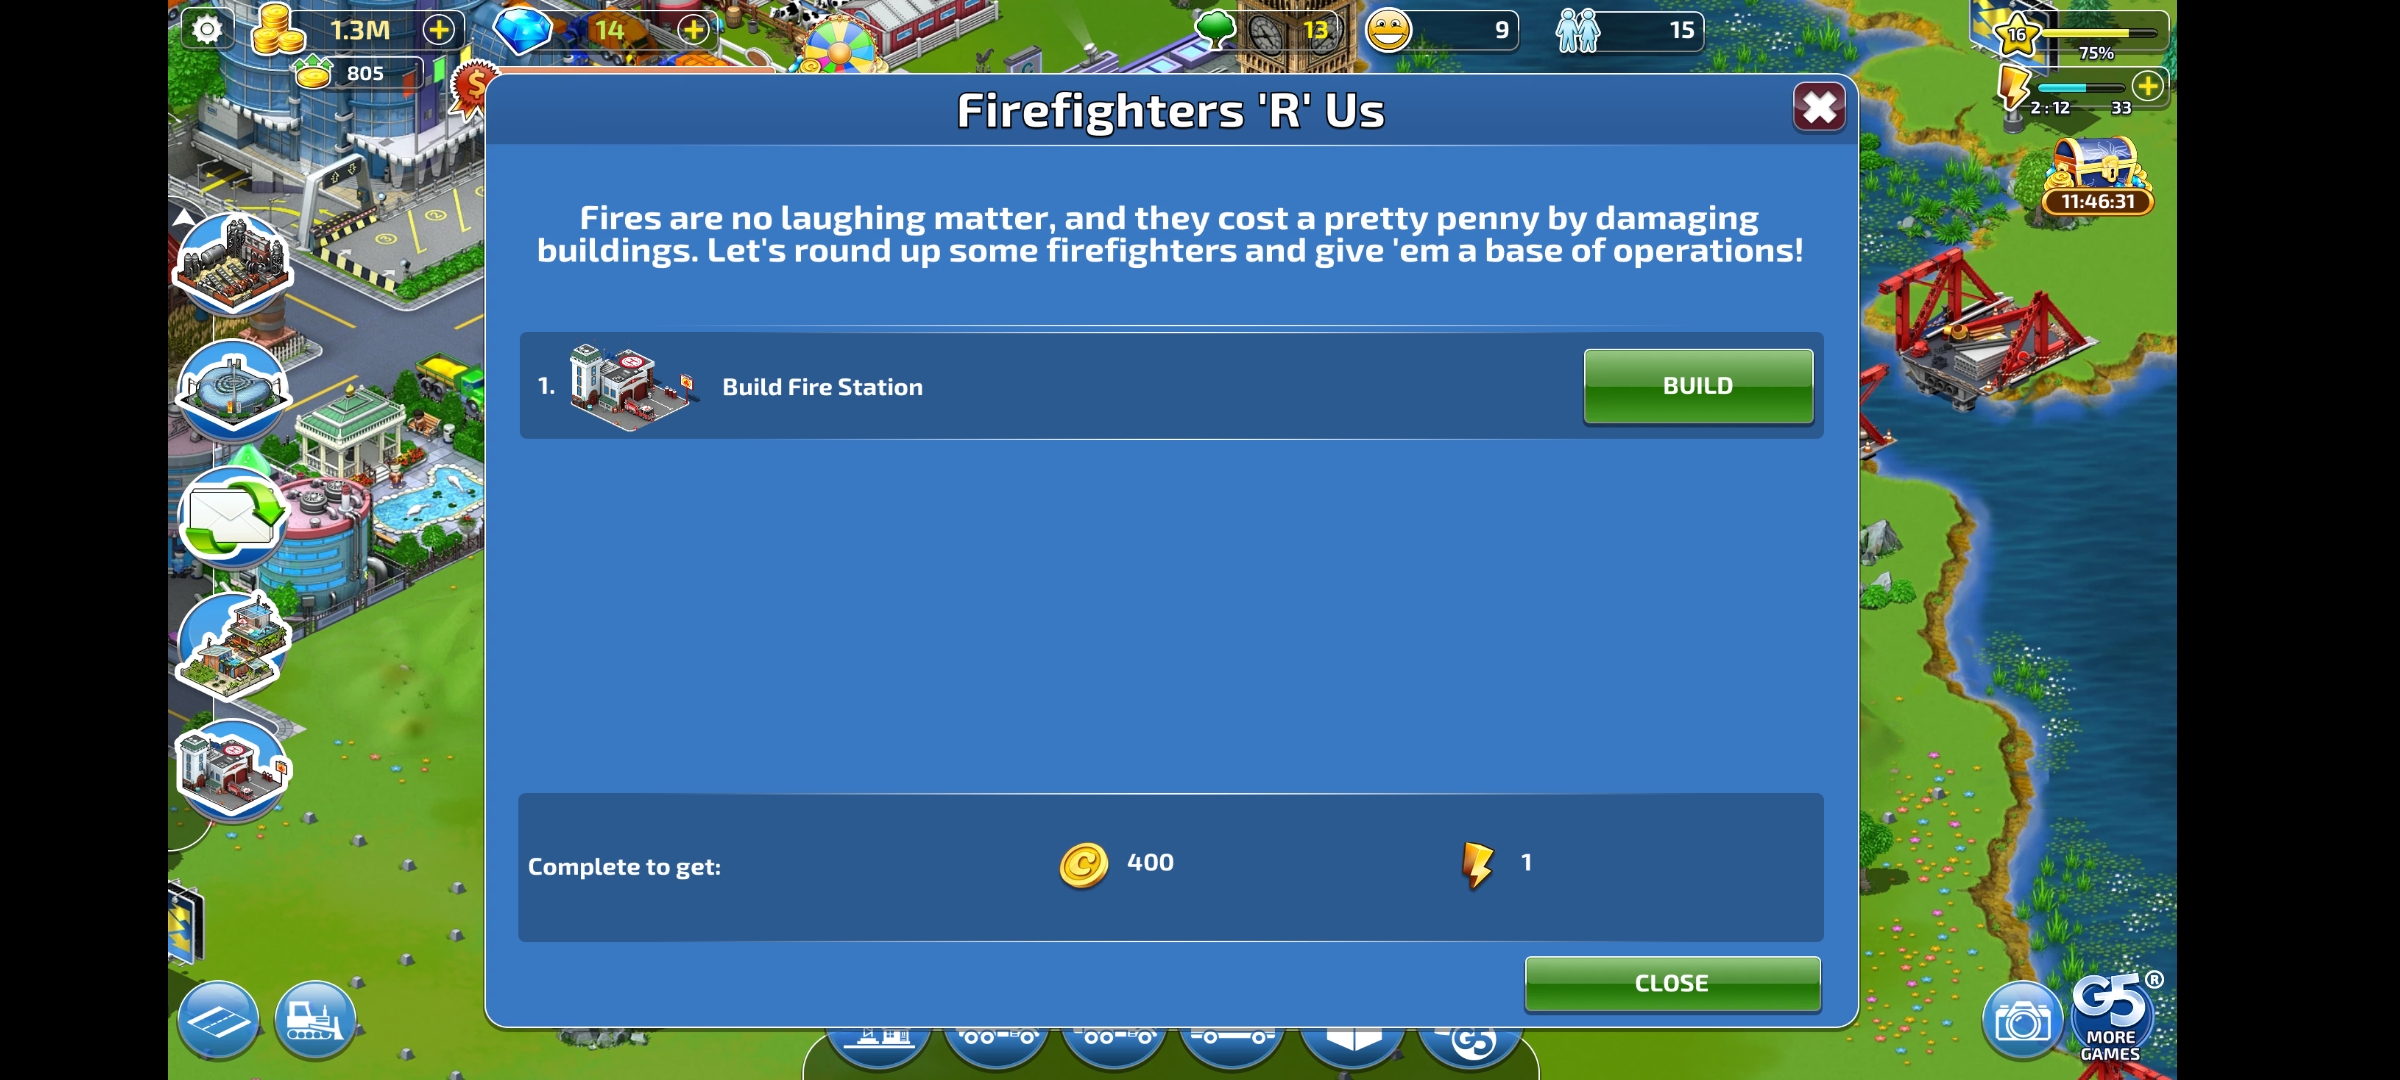 1.3M
14
13
9
15
16
75%
805
2:12
33
Firefighters 'R' Us
11:46:31
Fires are no laughing matter, and they cost a pretty penny by damaging
buildings. Let's round up some firefighters and give 'em a base of operations!
1.
Build Fire Station
BUILD
Complete to get:
400
1
CLOSE
G5
G5®
MORE
GAMES